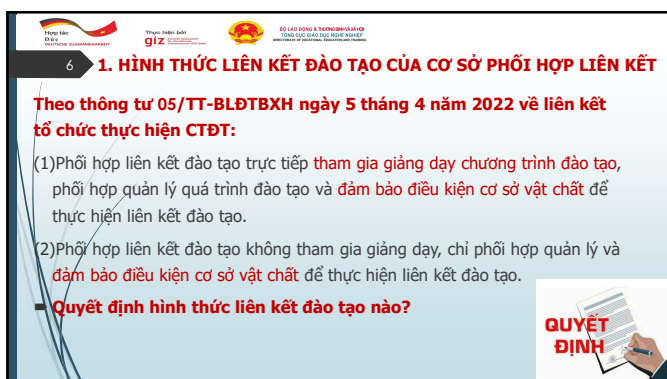 Hợp tác
Đức
DEUTSCHE ZUSAMMENARBEIT
Thực hiện bởi
giz
BỘ LAO ĐỘNG & THƯƠNG BINH VÀ XÃ HỘI
TỔNG CỤC GIÁO DỤC NGHỀ NGHIỆP
DIRECTORATE OF VOCATIONAL EDUCATION AND TRAINING
6
1. HÌNH THỨC LIÊN KẾT ĐÀO TẠO CỦA CƠ SỞ PHỐI HỢP LIÊN KẾT
Theo thông tư 05/TT-BLĐTBXH ngày 5 tháng 4 năm 2022 về liên kết
tổ chức thực hiện CTĐT:
(1)Phối hợp liên kết đào tạo trực tiếp tham gia giảng dạy chương trình đào tạo,
phối hợp quản lý quá trình đào tạo và đảm bảo điều kiện cơ sở vật chất để
thực hiện liên kết đào tạo.
(2)Phối hợp liên kết đào tạo không tham gia giảng dạy, chỉ phối hợp quản lý và
đảm bảo điều kiện cơ sở vật chất để thực hiện liên kết đào tạo.
Quyết định hình thức liên kết đào tạo nào?
QUYẾT
ĐỊNH